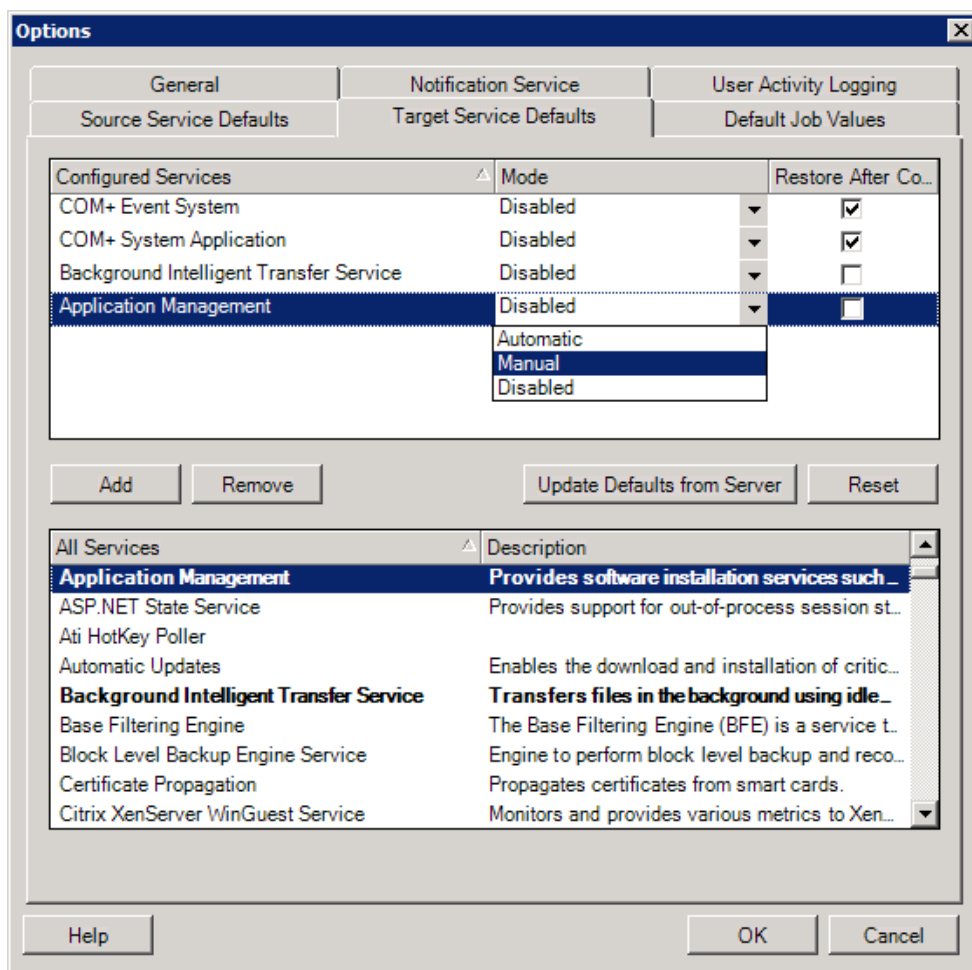 Options
General Notification Service User Activity Logging
Source Service Defaults Target Service Defaults Default Job Values
Configured Services Mode Restore After Co...
COM+ Event System Disabled
COM+ System Application Disabled
Background Intelligent Transfer Service Disabled
Application Management Disabled
Automatic
Manual
Disabled
Add Remove Update Defaults from Server Reset
All Services Description
Application Management Provides software installation services such...
ASP.NET State Service Provides support for out-of-process session st...
Ati HotKey Poller
Automatic Updates Enables the download and installation of critic...
Background Intelligent Transfer Service Transfers files in the background using idle...
Base Filtering Engine The Base Filtering Engine (BFE) is a service t...
Block Level Backup Engine Service Engine to perform block level backup and reco...
Certificate Propagation Propagates certificates from smart cards.
Citrix XenServer WinGuest Service Monitors and provides various metrics to Xen...
Help OK Cancel